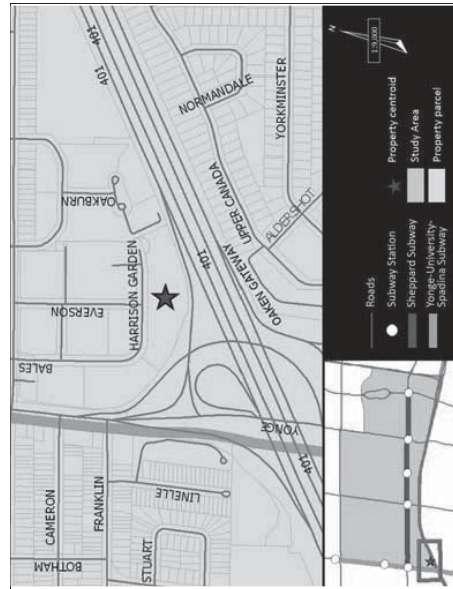 401
401
401
NORMANDALE
YORKMINSTER
UPPER CANADA
ALDERSHOT
OAKEN GATEWAY
401
OAKBURN
HARRISON GARDEN
EVERSON
BALES
YONGE
401
CAMERON
FRANKLIN
LINELLE
STUART
BOTHAM
N
1:9,000
Roads
Subway Station
Sheppard Subway
Yonge-University-
Spadina Subway
Property centroid
Study Area
Property parcel